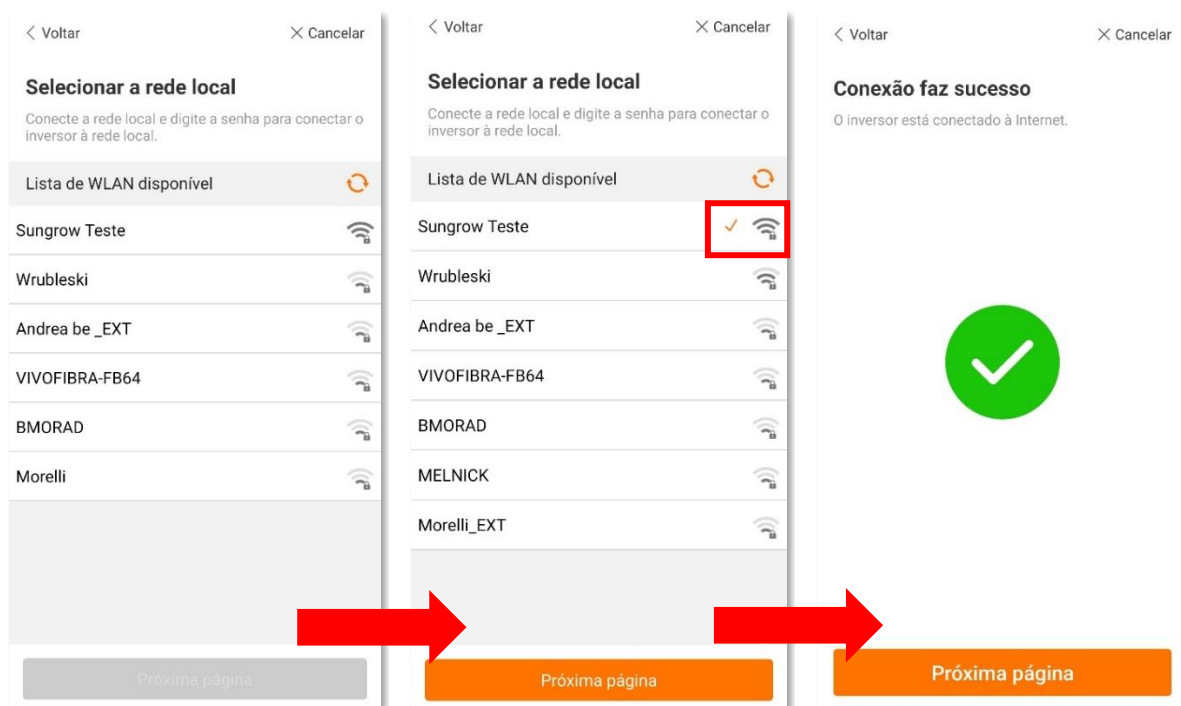 Voltar
Cancelar
Selecionar a rede local
Conecte a rede local e digite a senha para conectar o
inversor à rede local.
Lista de WLAN disponível
Sungrow Teste
Wrubleski
Andrea be _EXT
VIVOFIBRA-FB64
BMORAD
Morelli
Próxima página
Voltar
Cancelar
Selecionar a rede local
Conecte a rede local e digite a senha para conectar o
inversor à rede local.
Lista de WLAN disponível
Sungrow Teste
Wrubleski
Andrea be _EXT
VIVOFIBRA-FB64
BMORAD
MELNICK
Morelli_EXT
Próxima página
Voltar
Cancelar
Conexão faz sucesso
O inversor está conectado à Internet.
Próxima página